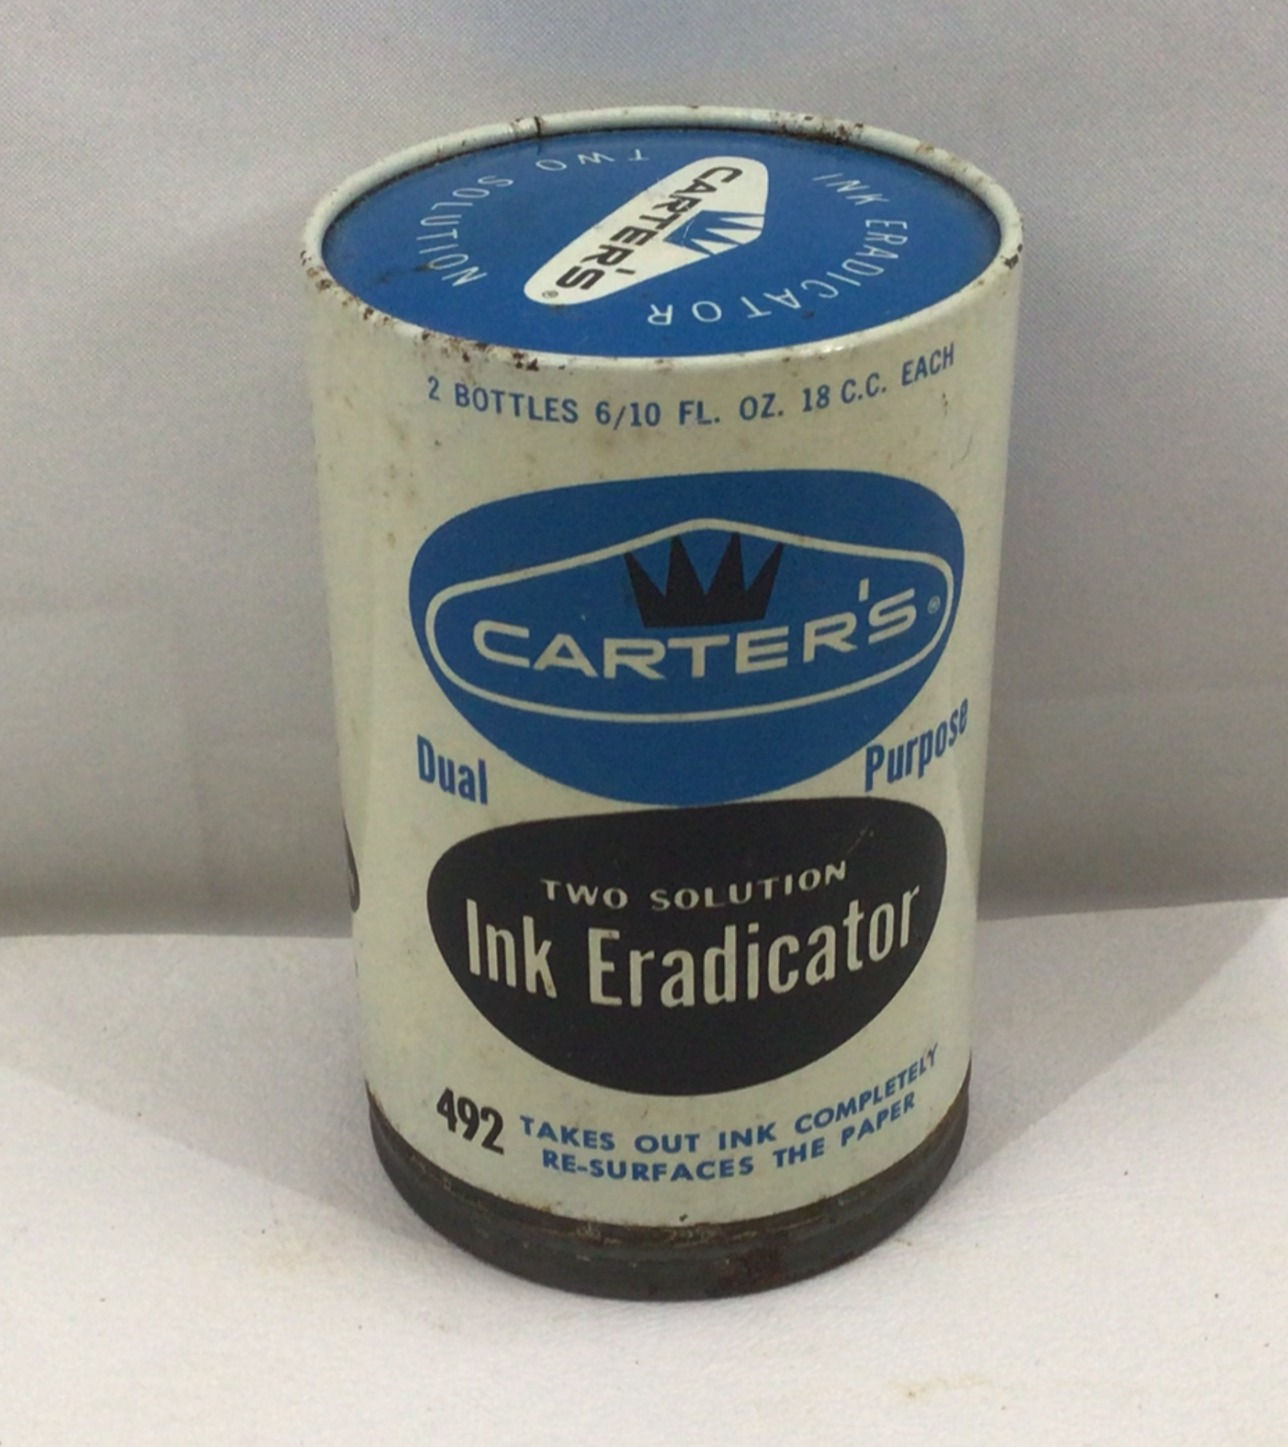 TWO SOLUTION
CARTER'S®
INK ERADICATOR
2 BOTTLES 6/10 FL. OZ. 18 C.C. EACH
CARTER'S®
Dual Purpose
TWO SOLUTION
Ink Eradicator
492 TAKES OUT INK COMPLETELY
RE-SURFACES THE PAPER